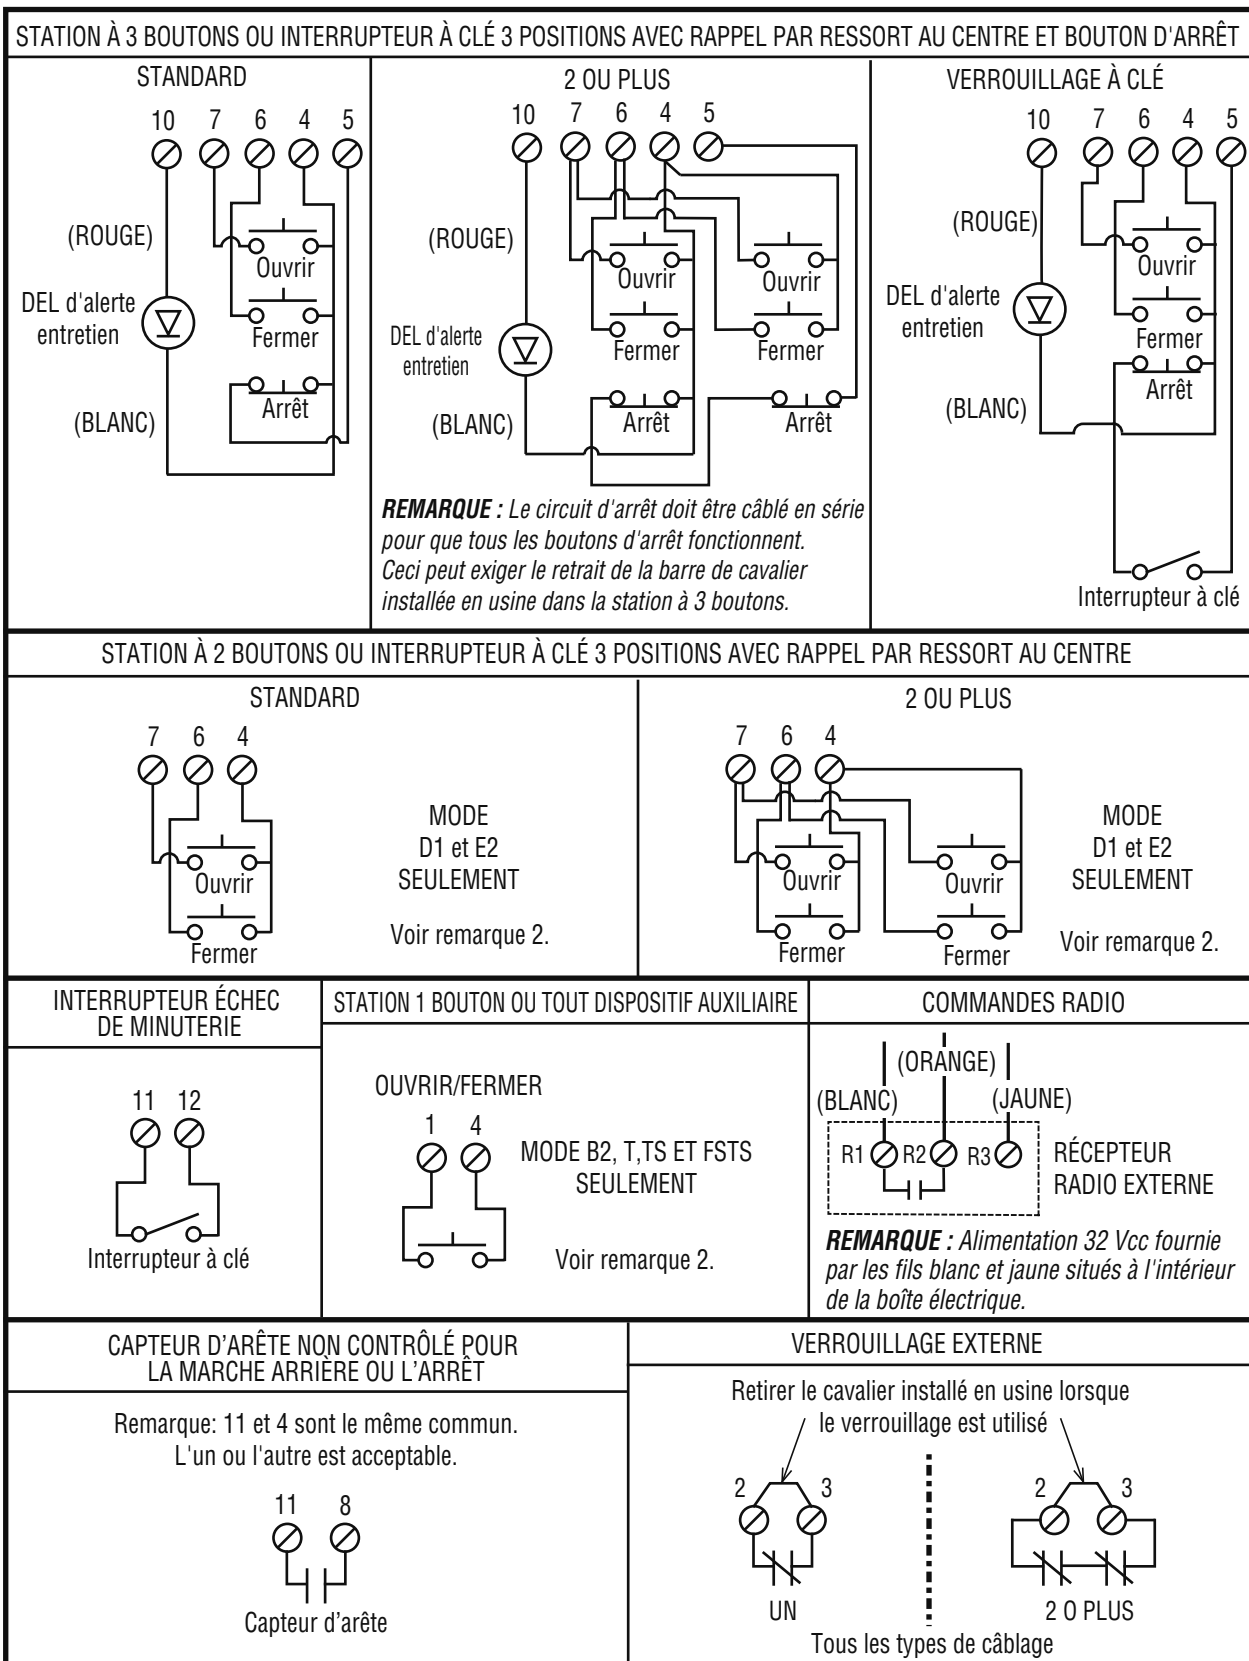 STATION À 3 BOUTONS OU INTERRUPTEUR À CLÉ 3 POSITIONS AVEC RAPPEL PAR RESSORT AU CENTRE ET BOUTON D'ARRÊT
STANDARD
10 7 6 4 5
(ROUGE)
Ouvrir
DEL d'alerte
entretien
Fermer
Arrêt
(BLANC)
2 OU PLUS
10 7 6 4 5
(ROUGE)
Ouvrir
Ouvrir
DEL d'alerte
entretien
Fermer
Fermer
(BLANC)
Arrêt
Arrêt
REMARQUE : Le circuit d'arrêt doit être câblé en série
pour que tous les boutons d'arrêt fonctionnent.
Ceci peut exiger le retrait de la barre de cavalier
installée en usine dans la station à 3 boutons.
VERROUILLAGE À CLÉ
10 7 6 4 5
(ROUGE)
Ouvrir
DEL d'alerte
entretien
Fermer
Arrêt
(BLANC)
Interrupteur à clé
STATION À 2 BOUTONS OU INTERRUPTEUR À CLÉ 3 POSITIONS AVEC RAPPEL PAR RESSORT AU CENTRE
STANDARD
7 6 4
Ouvrir
Fermer
MODE
D1 et E2
SEULEMENT
Voir remarque 2.
2 OU PLUS
7 6 4
Ouvrir
Ouvrir
Fermer
Fermer
MODE
D1 et E2
SEULEMENT
Voir remarque 2.
INTERRUPTEUR ÉCHEC
DE MINUTERIE
11 12
Interrupteur à clé
STATION 1 BOUTON OU TOUT DISPOSITIF AUXILIAIRE
OUVRIR/FERMER
1 4
MODE B2, T,TS ET FSTS
SEULEMENT
Voir remarque 2.
COMMANDES RADIO
(ORANGE)
(BLANC)
(JAUNE)
R1 R2 R3
RÉCEPTEUR
RADIO EXTERNE
REMARQUE : Alimentation 32 Vcc fournie
par les fils blanc et jaune situés à l'intérieur
de la boîte électrique.
CAPTEUR D’ARÊTE NON CONTRÔLÉ POUR
LA MARCHE ARRIÈRE OU L’ARRÊT
Remarque: 11 et 4 sont le même commun.
L'un ou l'autre est acceptable.
11 8
Capteur d’arête
VERROUILLAGE EXTERNE
Retirer le cavalier installé en usine lorsque
le verrouillage est utilisé
2 3
UN
2 3
2 O PLUS
Tous les types de câblage